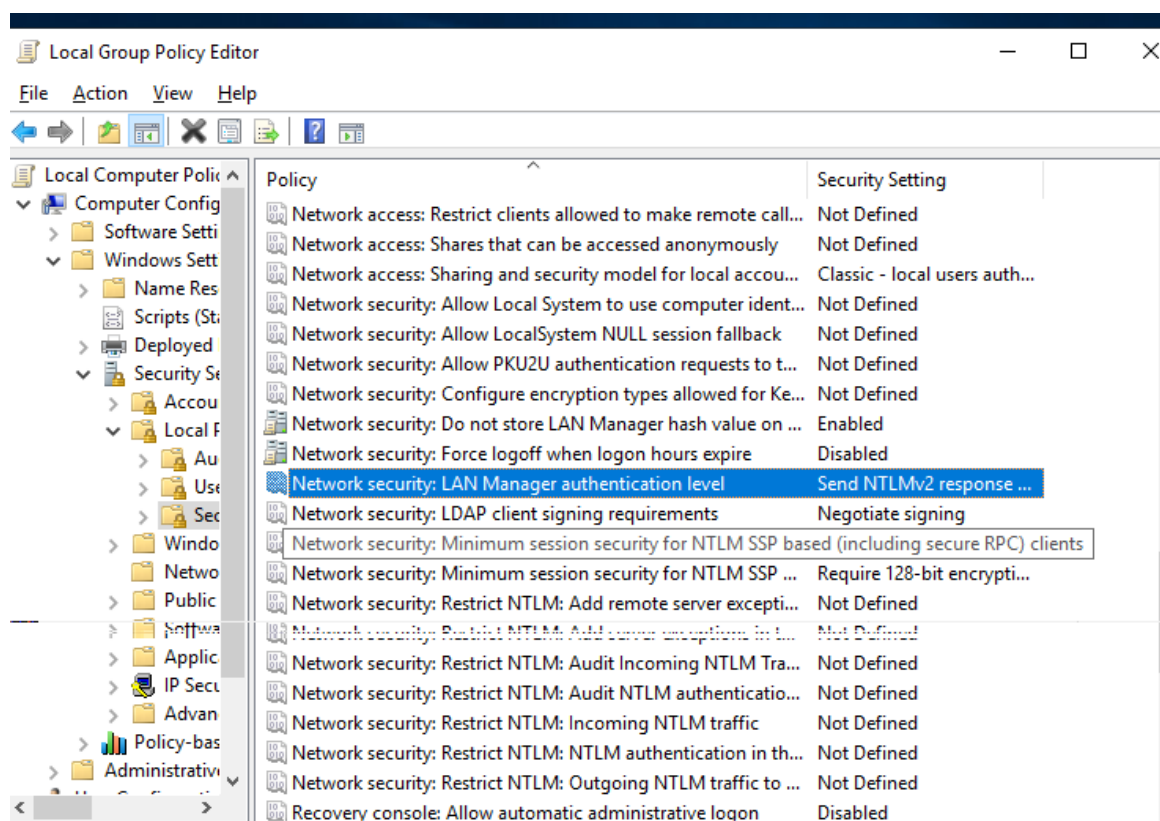 Local Group Policy Editor
File Action View Help
Local Computer Polic
Computer Config
Software Setti
Windows Sett
Name Res
Scripts (Sta
Deployed
Security Se
Accou
Local P
Au
Use
Sec
Windo
Netwo
Public
Softwa
Applic
IP Secu
Advan
Policy-bas
Administrativ
Policy Security Setting
Network access: Restrict clients allowed to make remote call... Not Defined
Network access: Shares that can be accessed anonymously Not Defined
Network access: Sharing and security model for local accou... Classic - local users auth...
Network security: Allow Local System to use computer ident... Not Defined
Network security: Allow LocalSystem NULL session fallback Not Defined
Network security: Allow PKU2U authentication requests to t... Not Defined
Network security: Configure encryption types allowed for Ke... Not Defined
Network security: Do not store LAN Manager hash value on ... Enabled
Network security: Force logoff when logon hours expire Disabled
Network security: LAN Manager authentication level Send NTLMv2 response ...
Network security: LDAP client signing requirements Negotiate signing
Network security: Minimum session security for NTLM SSP based (including secure RPC) clients
Network security: Minimum session security for NTLM SSP ... Require 128-bit encrypti...
Network security: Restrict NTLM: Add remote server excepti... Not Defined
Network security: Restrict NTLM: Add server exceptions in t... Not Defined
Network security: Restrict NTLM: Audit Incoming NTLM Tra... Not Defined
Network security: Restrict NTLM: Audit NTLM authenticatio... Not Defined
Network security: Restrict NTLM: Incoming NTLM traffic Not Defined
Network security: Restrict NTLM: NTLM authentication in th... Not Defined
Network security: Restrict NTLM: Outgoing NTLM traffic to ... Not Defined
Recovery console: Allow automatic administrative logon Disabled